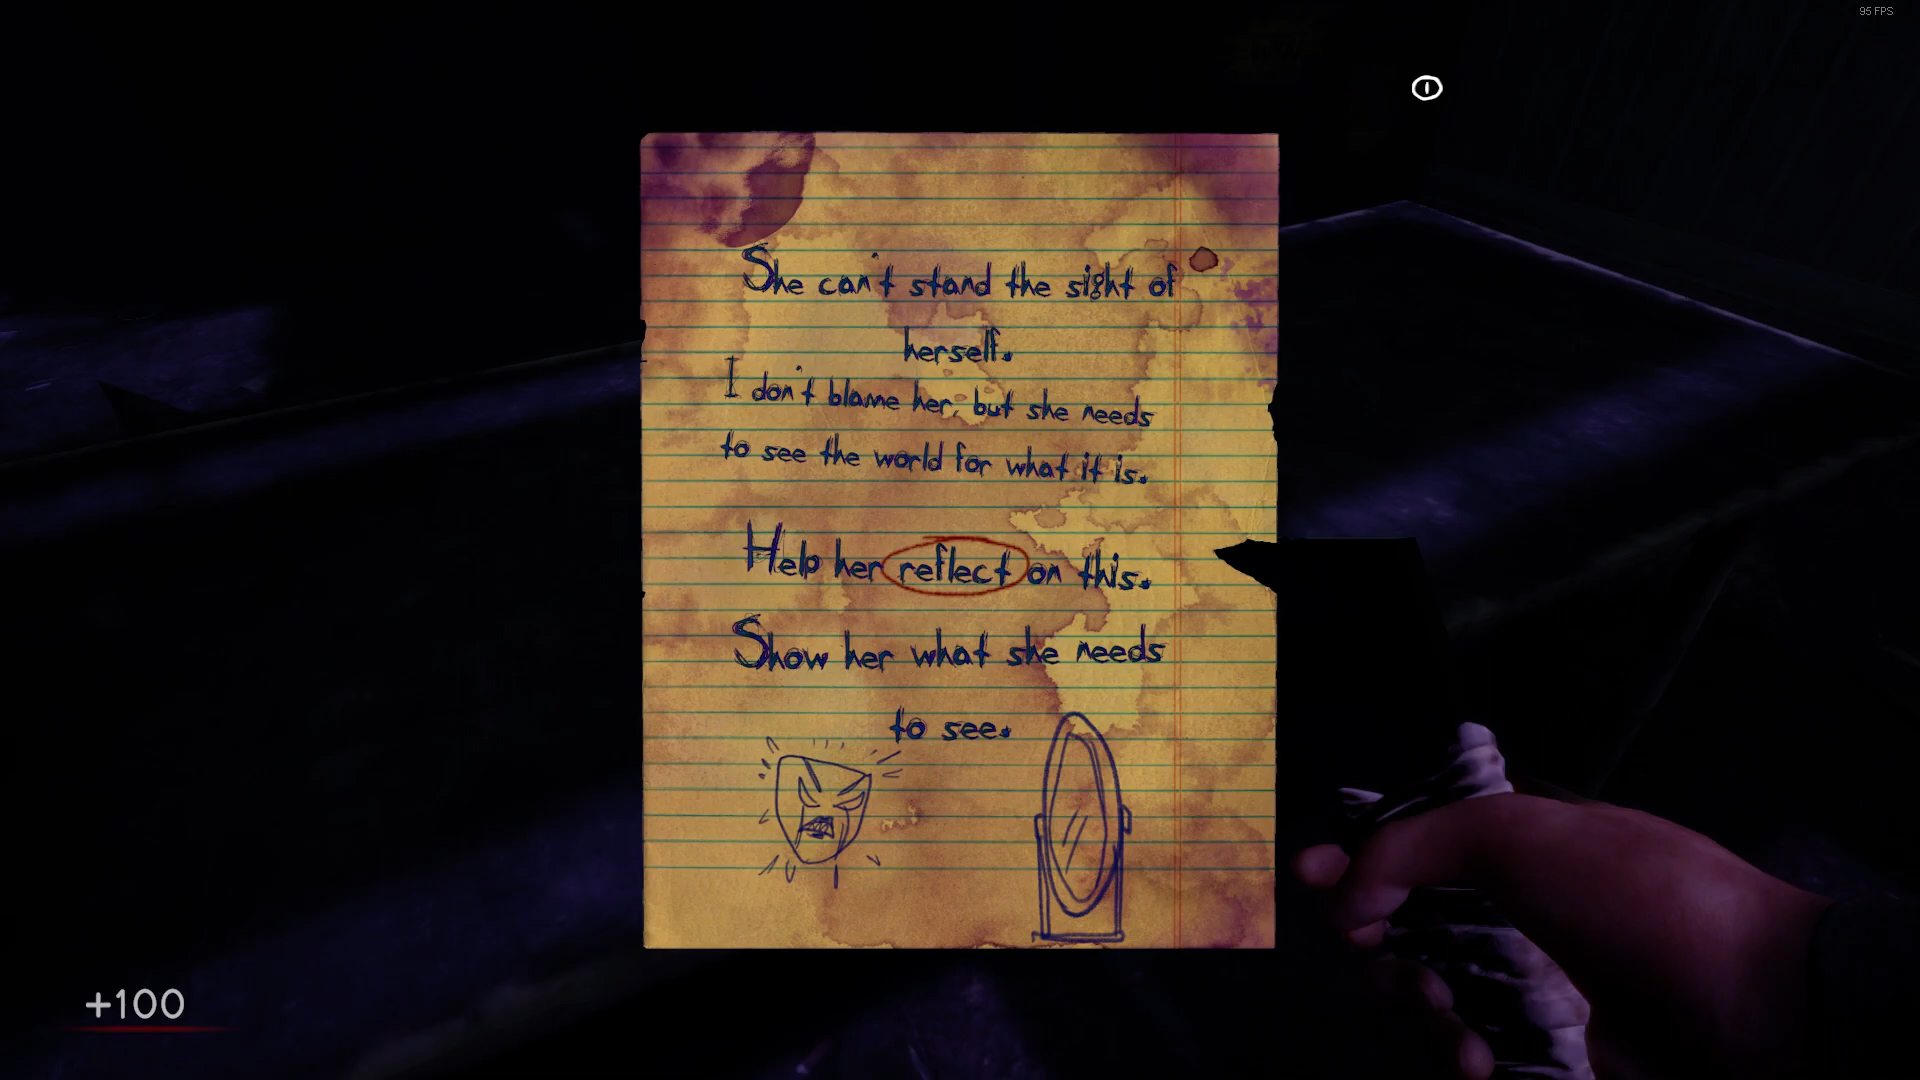 95 FPS
She can't stand the sight of
herself.
I don't blame her, but she needs
to see the world for what it is.
Help her reflect on this.
Show her what she needs
to see.
+100